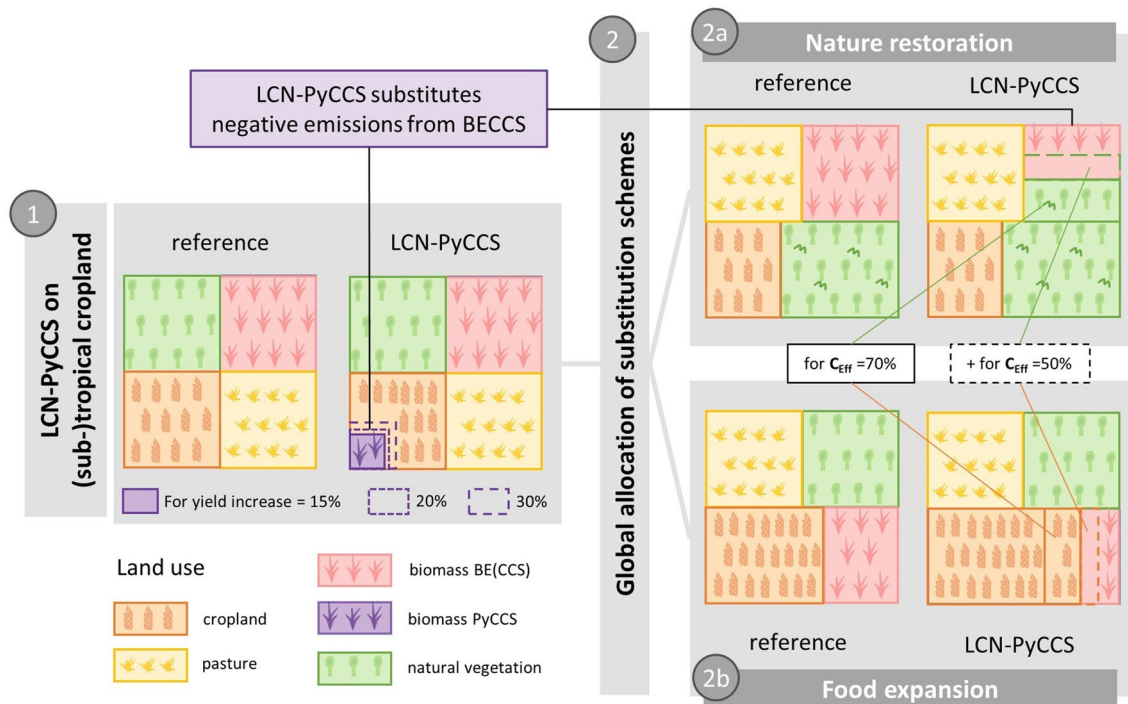 LCN-PyCCS substitutes
negative emissions from BECCS
1
LCN-PyCCS on
(sub-)tropical cropland
reference
LCN-PyCCS
For yield increase = 15%
20%
30%
Land use
cropland
pasture
biomass BE(CCS)
biomass PyCCS
natural vegetation
2
Global allocation of substitution schemes
2a
Nature restoration
reference
LCN-PyCCS
for CEff =70%
+ for CEff =50%
reference
LCN-PyCCS
2b
Food expansion